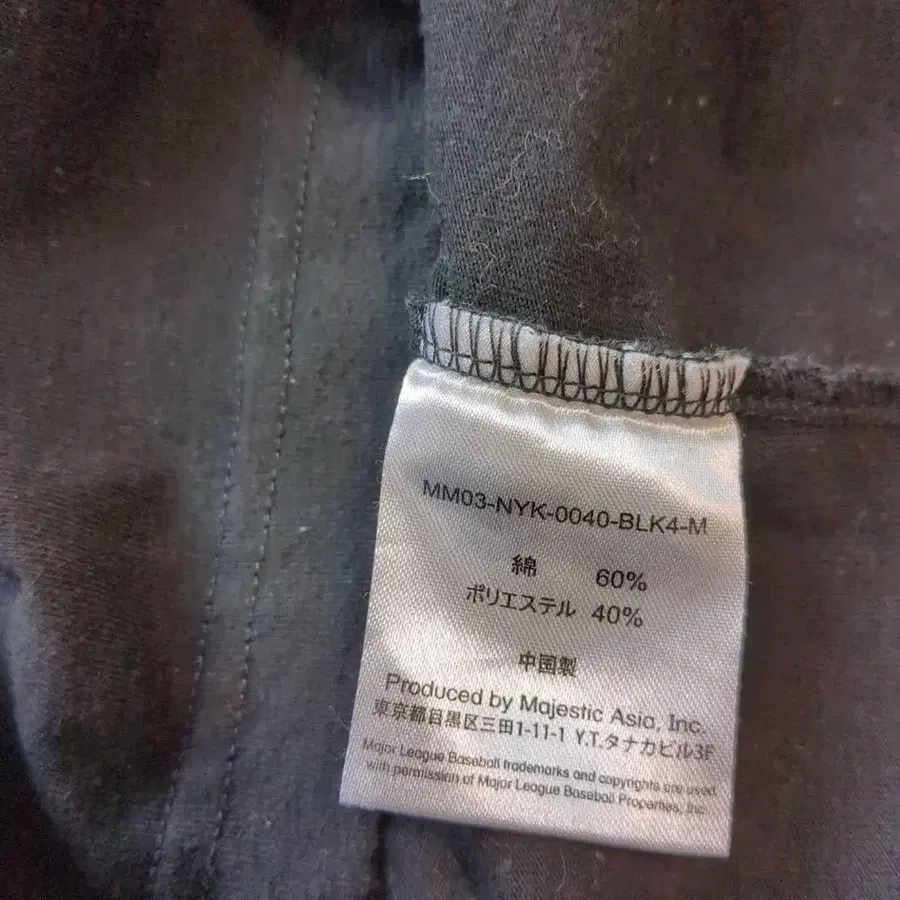 MM03-NYK-0040-BLK4-M
綿 60%
ポリエステル 40%
中国製
Produced by Majestic Asia, Inc.
東京都目黒区三田1-11-1 Y.T.タナカビル3F
Major League Baseball trademarks and copyrights are used
with permission of Major League Baseball Properties, Inc.